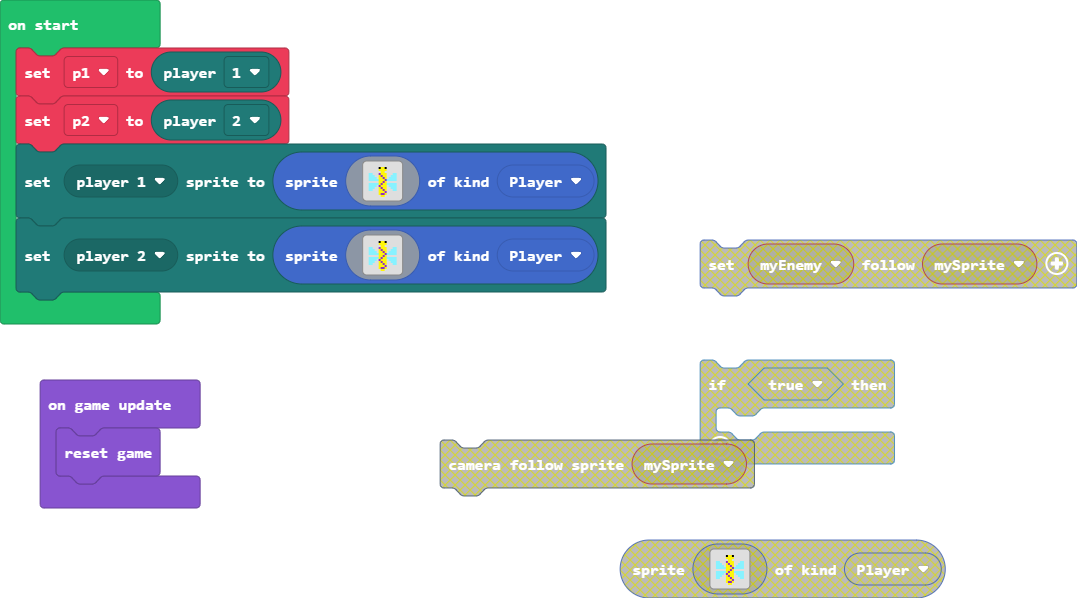 on start
set p1 to player 1
set p2 to player 2
set player 1 sprite to sprite of kind Player
set player 2 sprite to sprite of kind Player
set myEnemy follow mySprite
if true then
on game update
reset game
camera follow sprite mySprite
sprite of kind Player